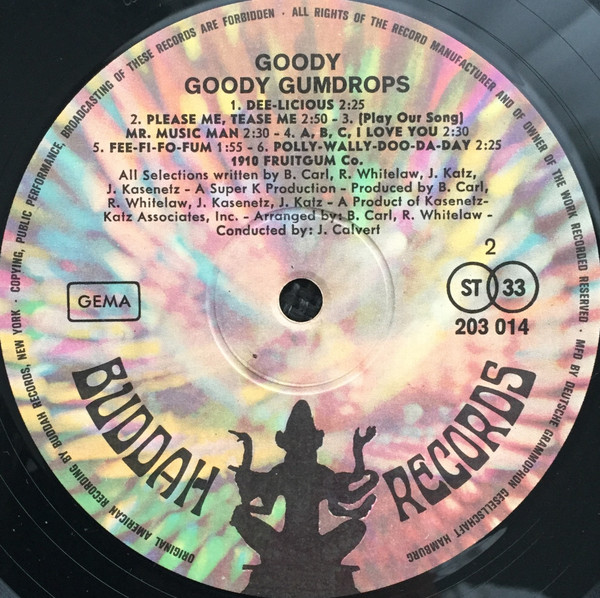 GOODY
GOODY GUMDROPS
1. DEE-LICIOUS 2:25
2. PLEASE ME, TEASE ME 2:50 - 3. (Play Our Song)
MR. MUSIC MAN 2:30 - 4. A, B, C, I LOVE YOU 2:30
5. FEE-FI-FO-FUM 1:55 - 6. POLLY-WALLY-DOO-DA-DAY 2:25
1910 FRUITGUM Co.
All Selections written by B. Carl, R. Whitelaw, J. Katz,
J. Kasenetz - A Super K Production - Produced by B. Carl,
R. Whitelaw, J. Kasenetz, J. Katz - A Product of Kasenetz-
Katz Associates, Inc. - Arranged by: B. Carl, R. Whitelaw -
Conducted by: J. Calvert
2
GEMA
ST 33
203 014
BUDDAH RECORDS
ORIGINAL AMERICAN RECORDING BY BUDDAH RECORDS, NEW YORK · COPYING, PUBLIC PERFORMANCE, BROADCASTING OF THESE RECORDS ARE FORBIDDEN · ALL RIGHTS OF THE RECORD MANUFACTURER AND OF OWNER OF THE WORK RECORDED RESERVED · MFD BY DEUTSCHE GRAMMOPHON GESELLSCHAFT HAMBURG